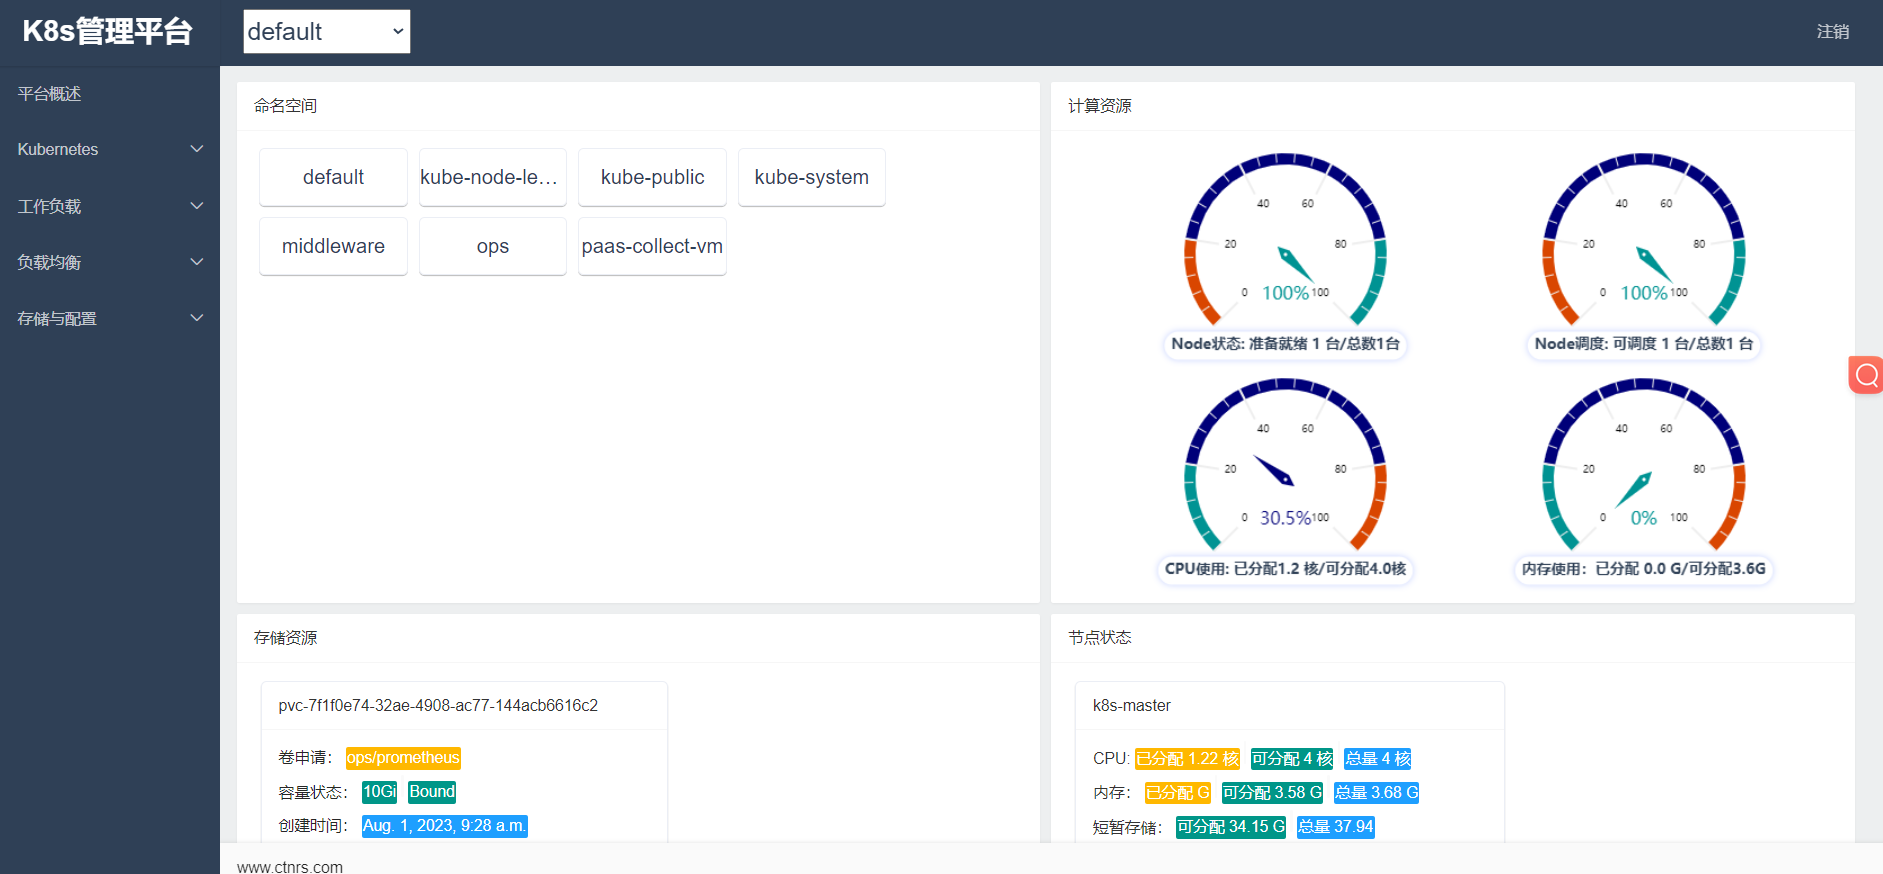 K8s管理平台
default
注销
平台概述
Kubernetes
工作负载
负载均衡
存储与配置
命名空间
default
kube-node-le...
kube-public
kube-system
middleware
ops
paas-collect-vm
计算资源
0 20 40 60 80 100
100%
Node状态: 准备就绪 1 台/总数1台
0 20 40 60 80 100
100%
Node调度: 可调度 1 台/总数1 台
0 20 40 60 80 100
30.5%
CPU使用: 已分配1.2 核/可分配4.0核
0 20 40 60 80 100
0%
内存使用：已分配 0.0 G/可分配3.6G
存储资源
pvc-7f1f0e74-32ae-4908-ac77-144acb6616c2
卷申请： ops/prometheus
容量状态： 10Gi Bound
创建时间： Aug. 1, 2023, 9:28 a.m.
节点状态
k8s-master
CPU: 已分配 1.22 核 可分配 4 核 总量 4 核
内存： 已分配 G 可分配 3.58 G 总量 3.68 G
短暂存储： 可分配 34.15 G 总量 37.94
www.ctnrs.com